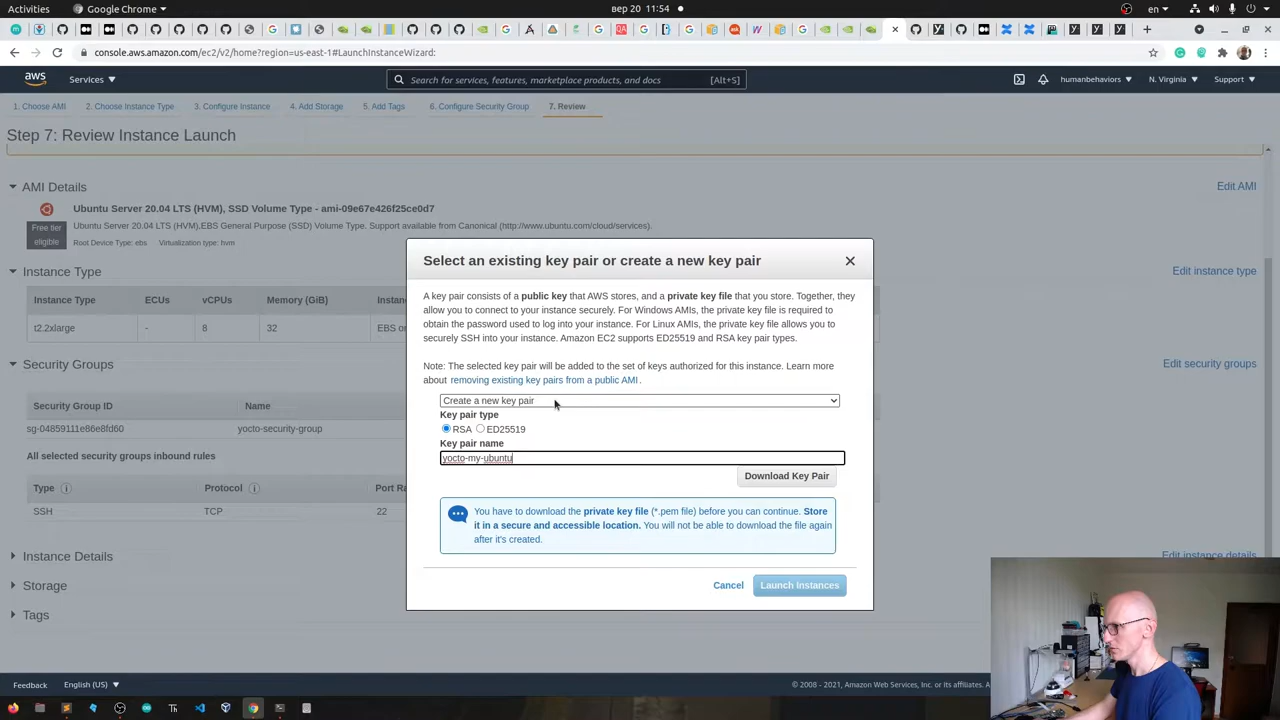 Activities
Google Chrome
вер 20 11:54
en
console.aws.amazon.com/ec2/v2/home?region=us-east-1#LaunchInstanceWizard:
aws
Services
Search for services, features, marketplace products, and docs
[Alt+S]
humanbehaviors
N. Virginia
Support
1. Choose AMI
2. Choose Instance Type
3. Configure Instance
4. Add Storage
5. Add Tags
6. Configure Security Group
7. Review
Step 7: Review Instance Launch
AMI Details
Edit AMI
Ubuntu Server 20.04 LTS (HVM), SSD Volume Type - ami-09e67e426f25ce0d7
Free tier
eligible
Ubuntu Server 20.04 LTS (HVM),EBS General Purpose (SSD) Volume Type. Support available from Canonical (http://www.ubuntu.com/cloud/services).
Root Device Type: ebs
Virtualization type: hvm
Instance Type
Edit instance type
Instance Type
ECUs
vCPUs
Memory (GiB)
t2.2xlarge
-
8
32
Security Groups
Edit security groups
Security Group ID
Name
sg-04859111e86e8fd60
yocto-security-group
All selected security groups inbound rules
Type
Protocol
SSH
TCP
22
Instance Details
Edit instance details
Storage
Tags
Select an existing key pair or create a new key pair
A key pair consists of a public key that AWS stores, and a private key file that you store. Together, they
allow you to connect to your instance securely. For Windows AMIs, the private key file is required to
obtain the password used to log into your instance. For Linux AMIs, the private key file allows you to
securely SSH into your instance. Amazon EC2 supports ED25519 and RSA key pair types.
Note: The selected key pair will be added to the set of keys authorized for this instance. Learn more
about removing existing key pairs from a public AMI .
Create a new key pair
Key pair type
RSA
ED25519
Key pair name
yocto-my-ubuntu
Download Key Pair
You have to download the private key file (*.pem file) before you can continue. Store
it in a secure and accessible location. You will not be able to download the file again
after it's created.
Cancel
Launch Instances
Feedback
English (US)
© 2008 - 2021, Amazon Web Services, Inc. or its affiliates.